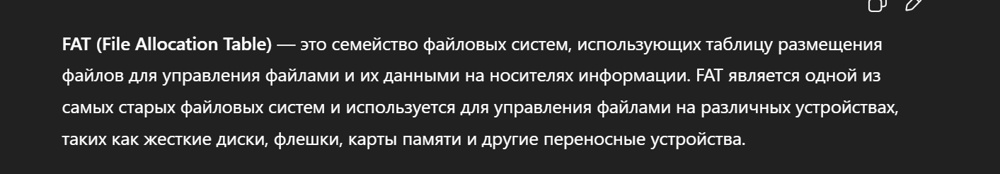 FAT (File Allocation Table) — это семейство файловых систем, использующих таблицу размещения
файлов для управления файлами и их данными на носителях информации. FAT является одной из
самых старых файловых систем и используется для управления файлами на различных устройствах,
таких как жесткие диски, флешки, карты памяти и другие переносные устройства.